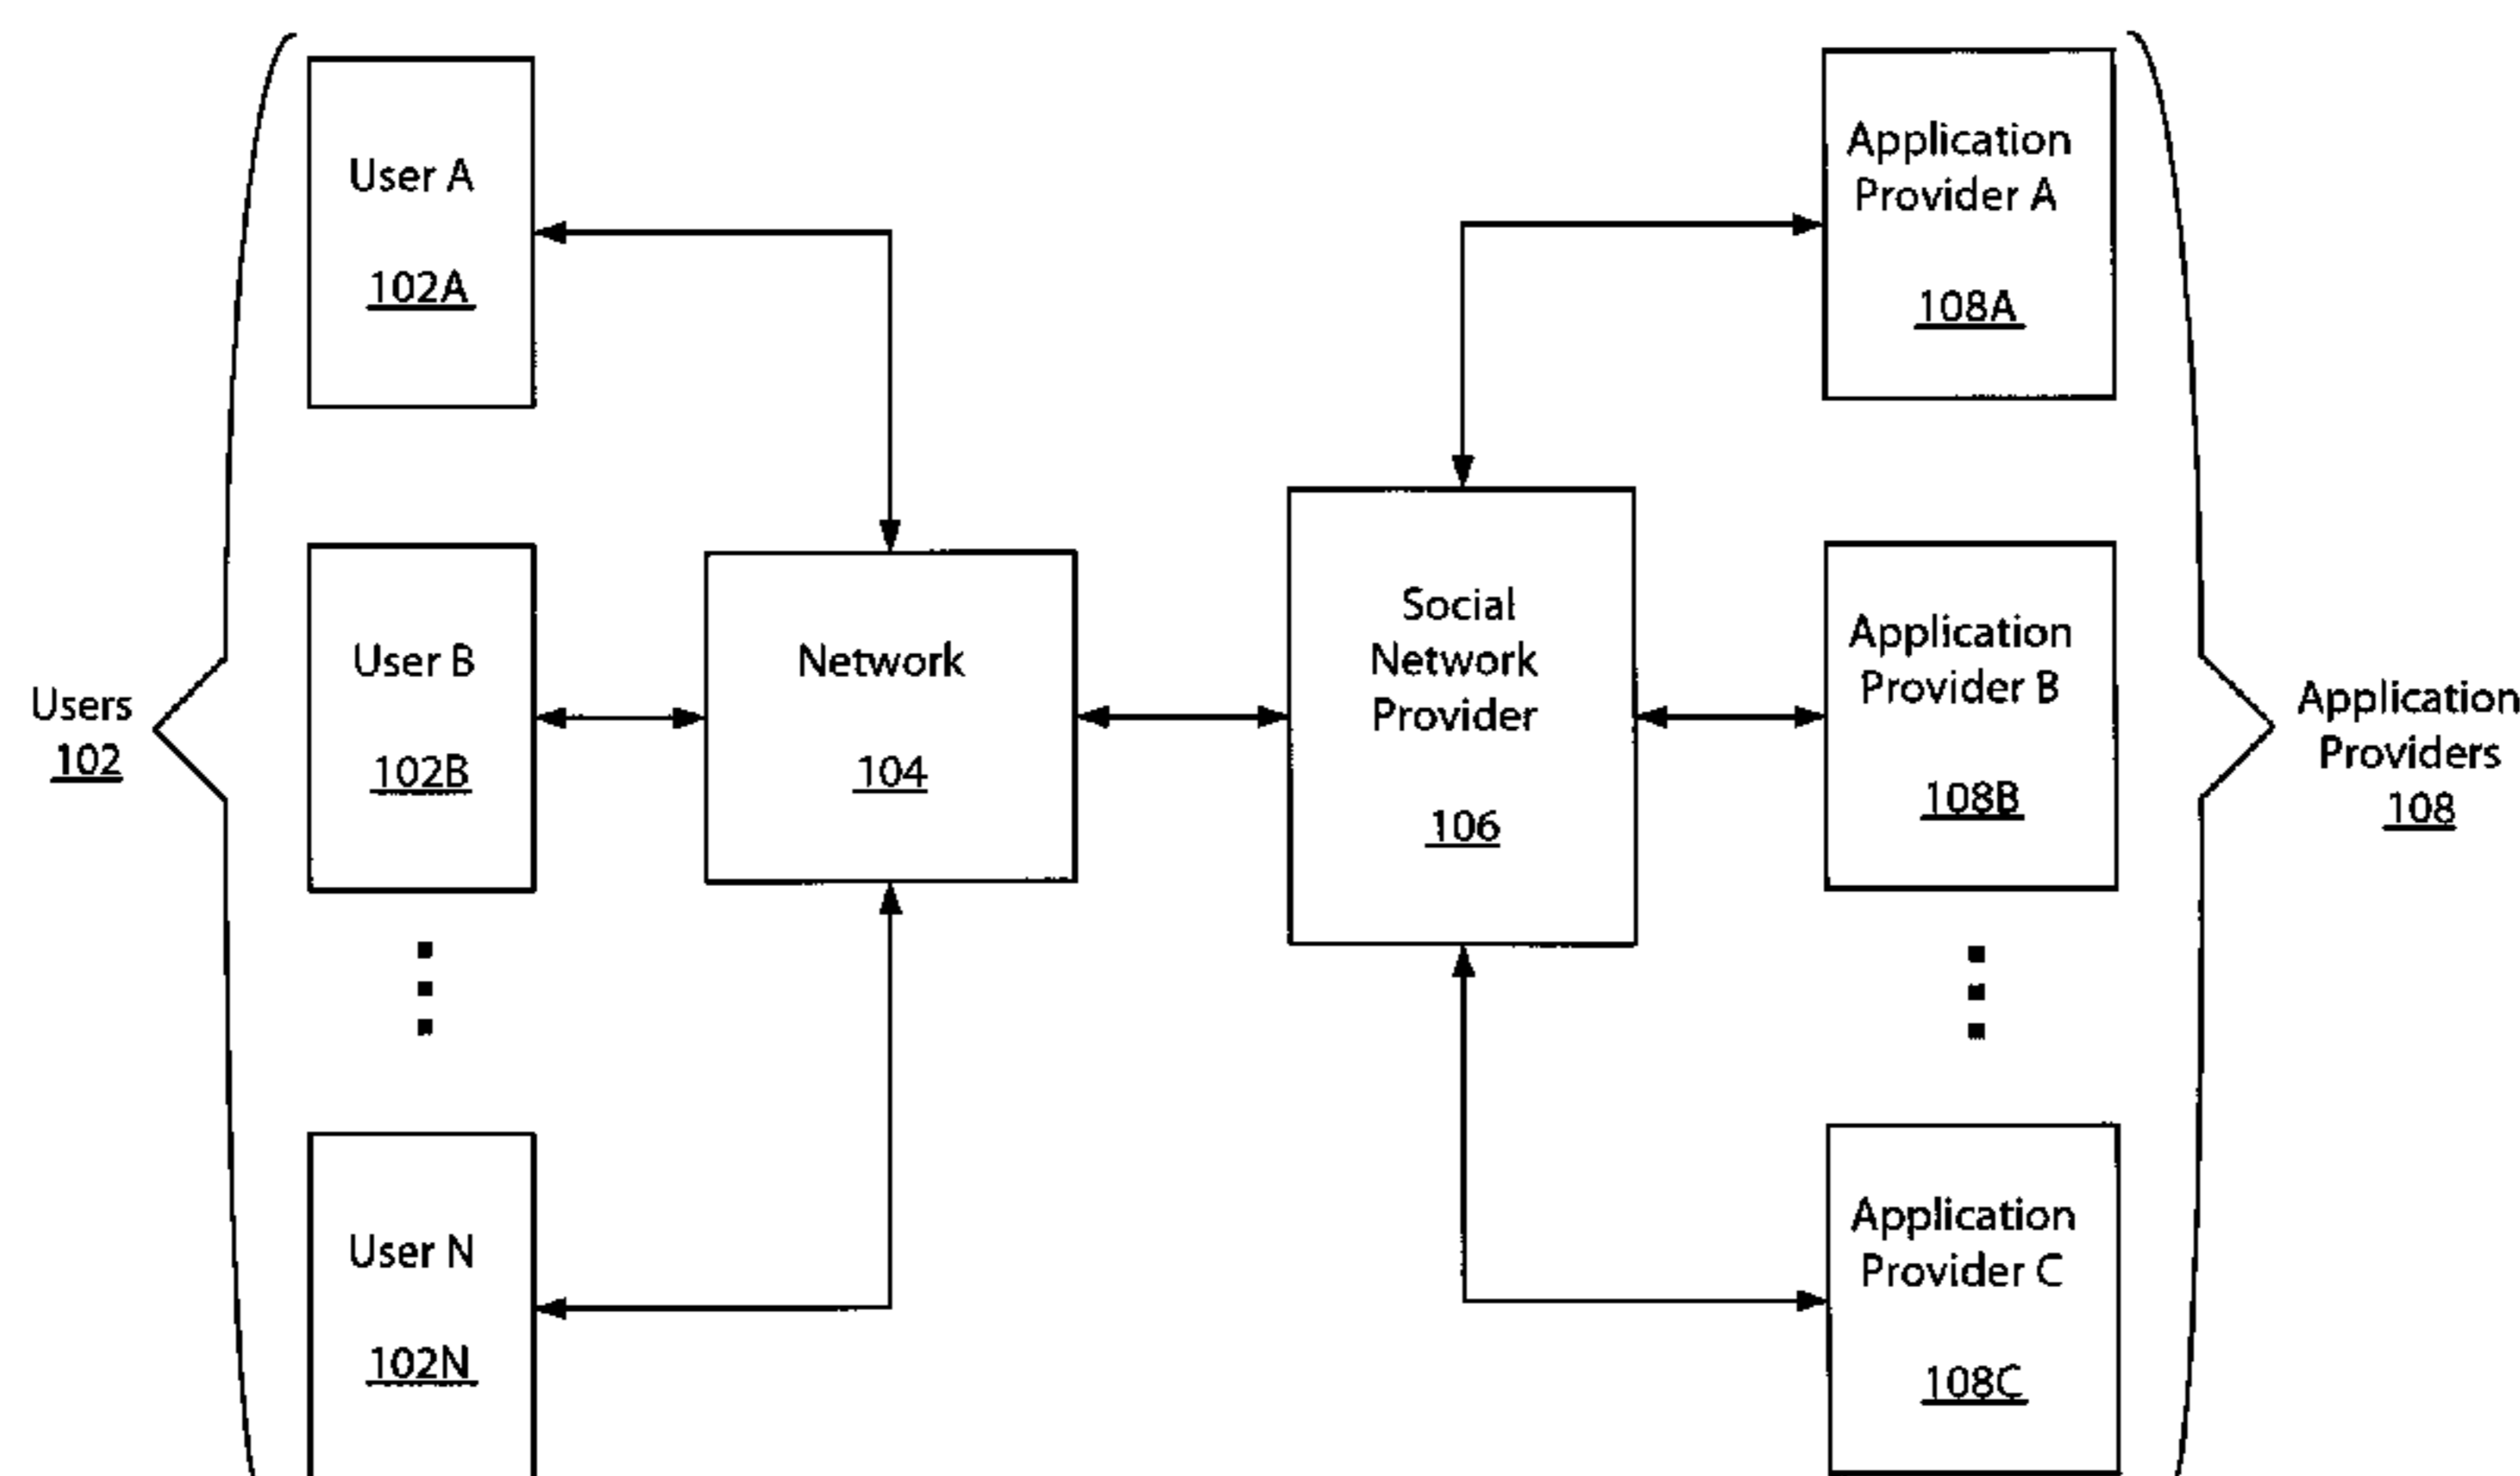 Users
102
User A
102A
User B
102B
User N
102N
Network
104
Social
Network
Provider
106
Application
Provider A
108A
Application
Provider B
108B
Application
Provider C
108C
Application
Providers
108